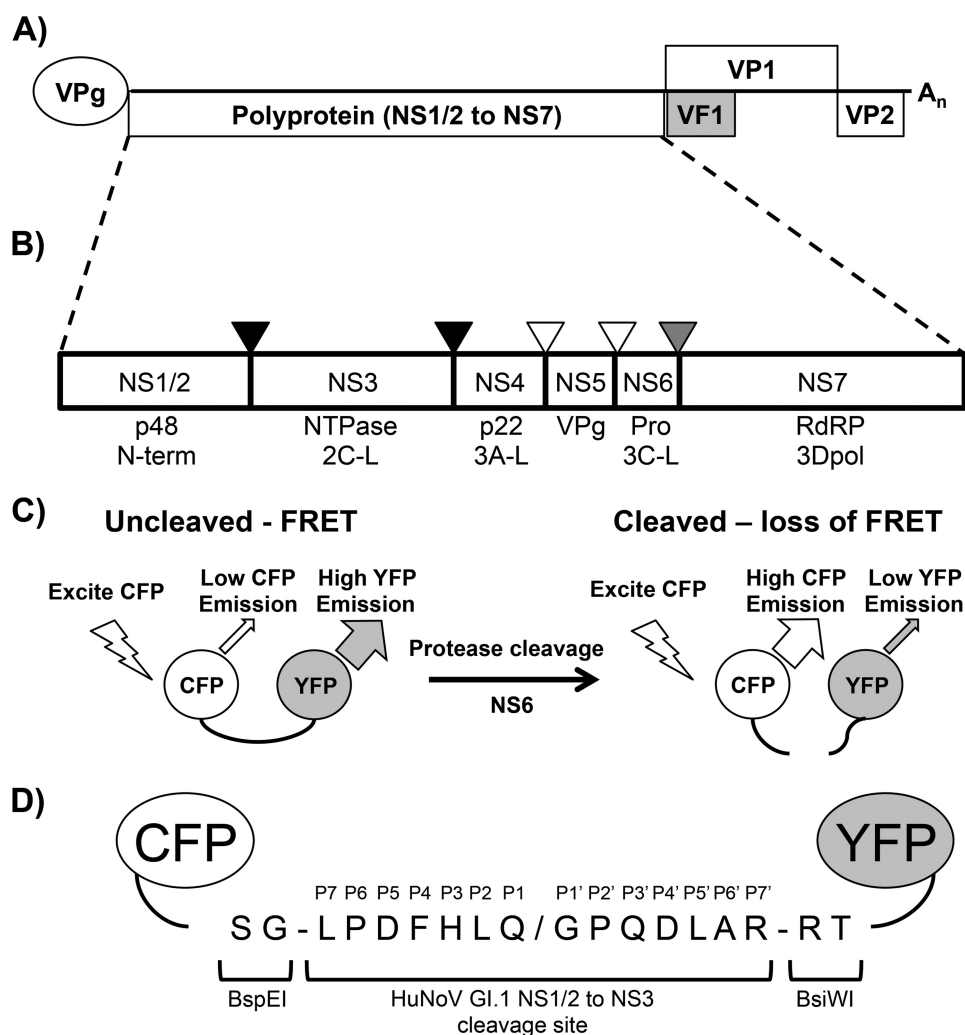 A)
VPg
VP1
An
Polyprotein (NS1/2 to NS7)
VF1
VP2
B)
NS1/2 NS3 NS4 NS5 NS6 NS7
p48 NTPase p22 VPg Pro RdRP
N-term 2C-L 3A-L 3C-L 3Dpol
C)
Uncleaved - FRET
Cleaved – loss of FRET
Excite CFP
Low CFP
Emission
High YFP
Emission
CFP
YFP
Protease cleavage
NS6
Excite CFP
High CFP
Emission
Low YFP
Emission
CFP
YFP
D)
CFP
YFP
P7 P6 P5 P4 P3 P2 P1 P1' P2' P3' P4' P5' P6' P7'
S G - L P D F H L Q / G P Q D L A R - R T
BspEI
HuNoV GI.1 NS1/2 to NS3
cleavage site
BsiWI